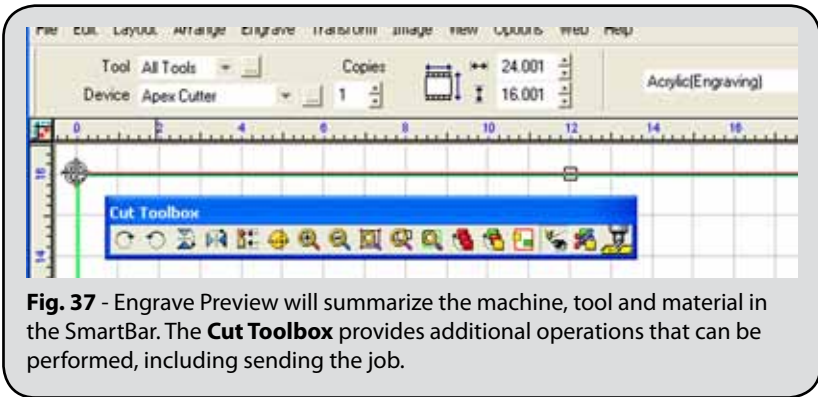 File Edit Layout Arrange Engrave Transform Image View Options Web Help
Tool All Tools ... Copies 24.001
Device Apex Cutter ... 1 16.001 Acrylic(Engraving)
0 2 4 6 8 10 12 14 16
16
Cut Toolbox
14
Fig. 37 - Engrave Preview will summarize the machine, tool and material in
the SmartBar. The Cut Toolbox provides additional operations that can be
performed, including sending the job.